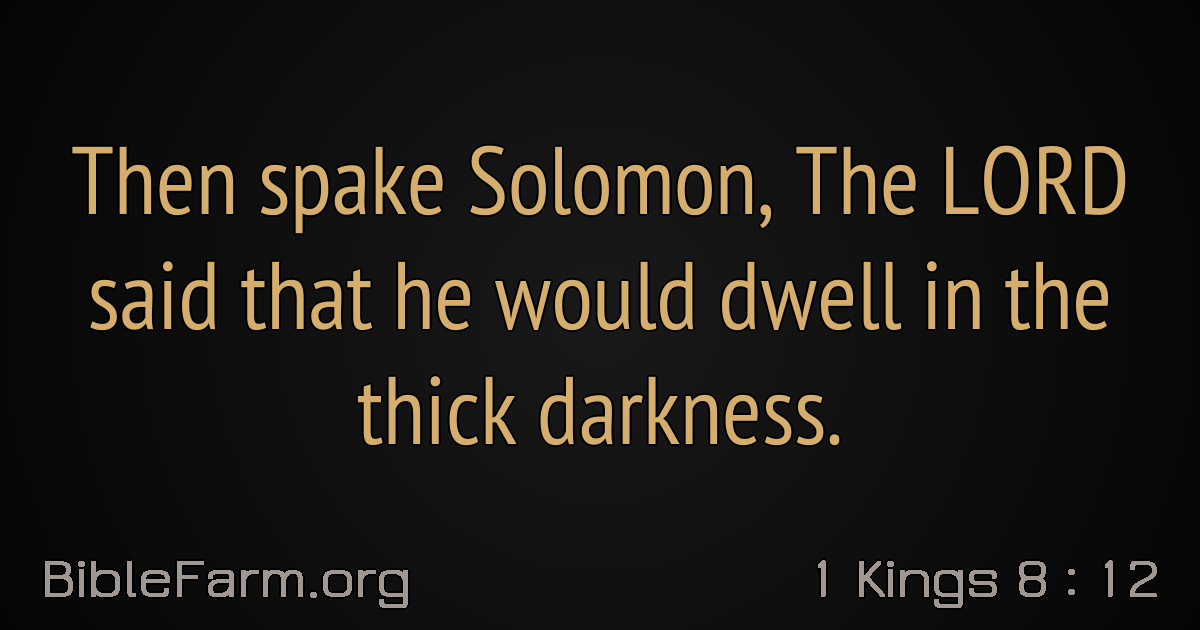 Then spake Solomon, The LORD
said that he would dwell in the
thick darkness.
BibleFarm.org
1 Kings 8 : 12